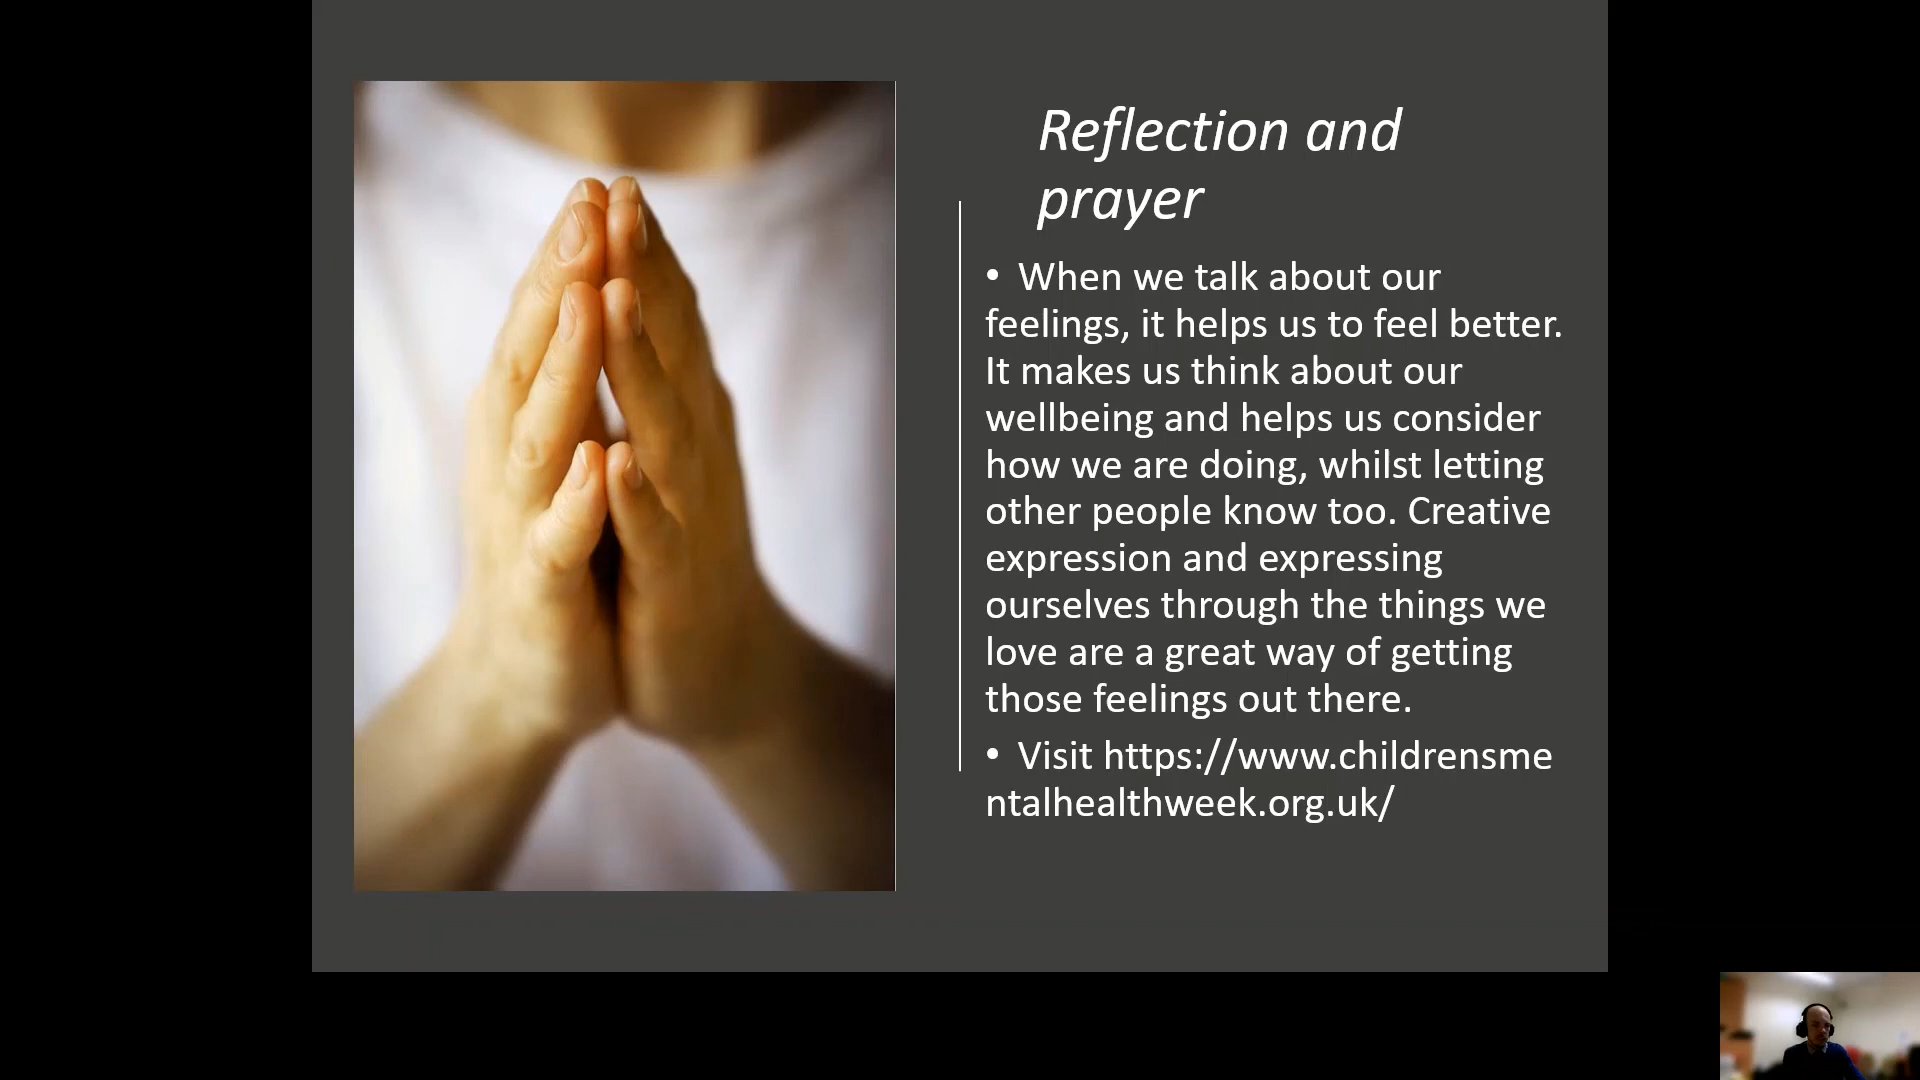 Reflection and
prayer
• When we talk about our
feelings, it helps us to feel better.
It makes us think about our
wellbeing and helps us consider
how we are doing, whilst letting
other people know too. Creative
expression and expressing
ourselves through the things we
love are a great way of getting
those feelings out there.
• Visit https://www.childrensme
ntalhealthweek.org.uk/